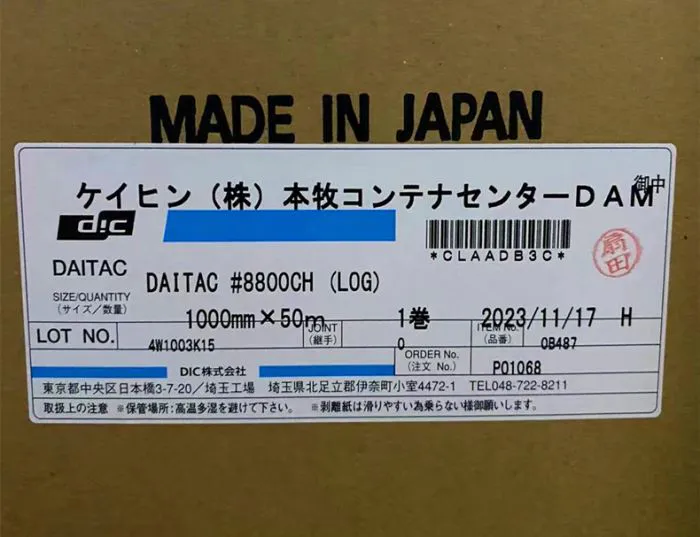 MADE IN JAPAN
御中
ケイヒン（株）本牧コンテナセンターDAM
dic
*CLAADB3C*
扇田
DAITAC
DAITAC #8800CH (LOG)
SIZE/QUANTITY
(サイズ/数量)
1000mm×50m 1巻 2023/11/17 H
LOT NO. 4W1003K15 JOINT (継手) 0 ITEM No. (品番) 0B487
ORDER No. (注文 No.) P01068
DIC株式会社
東京都中央区日本橋3-7-20／埼玉工場 埼玉県北足立郡伊奈町小室4472-1 TEL048-722-8211
取扱上の注意 ※保管場所:高温多湿を避けて下さい。 ※剥離紙は滑りやすい為乗らない様御願いします。